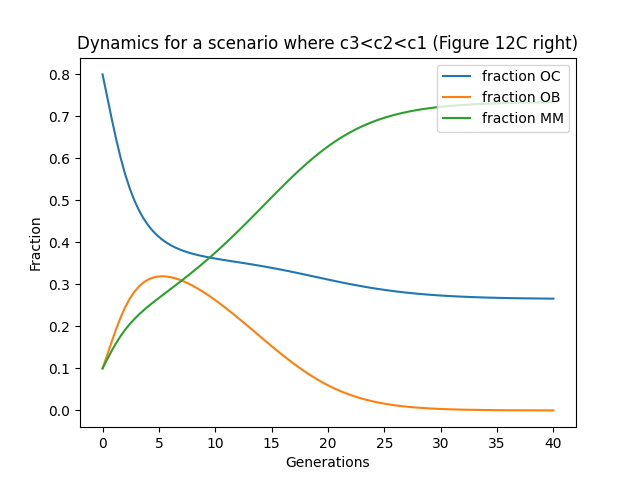 Dynamics for a scenario where c3<c2<c1 (Figure 12C right)
fraction OC
fraction OB
fraction MM
Fraction
0.8
0.7
0.6
0.5
0.4
0.3
0.2
0.1
0.0
0 5 10 15 20 25 30 35 40
Generations